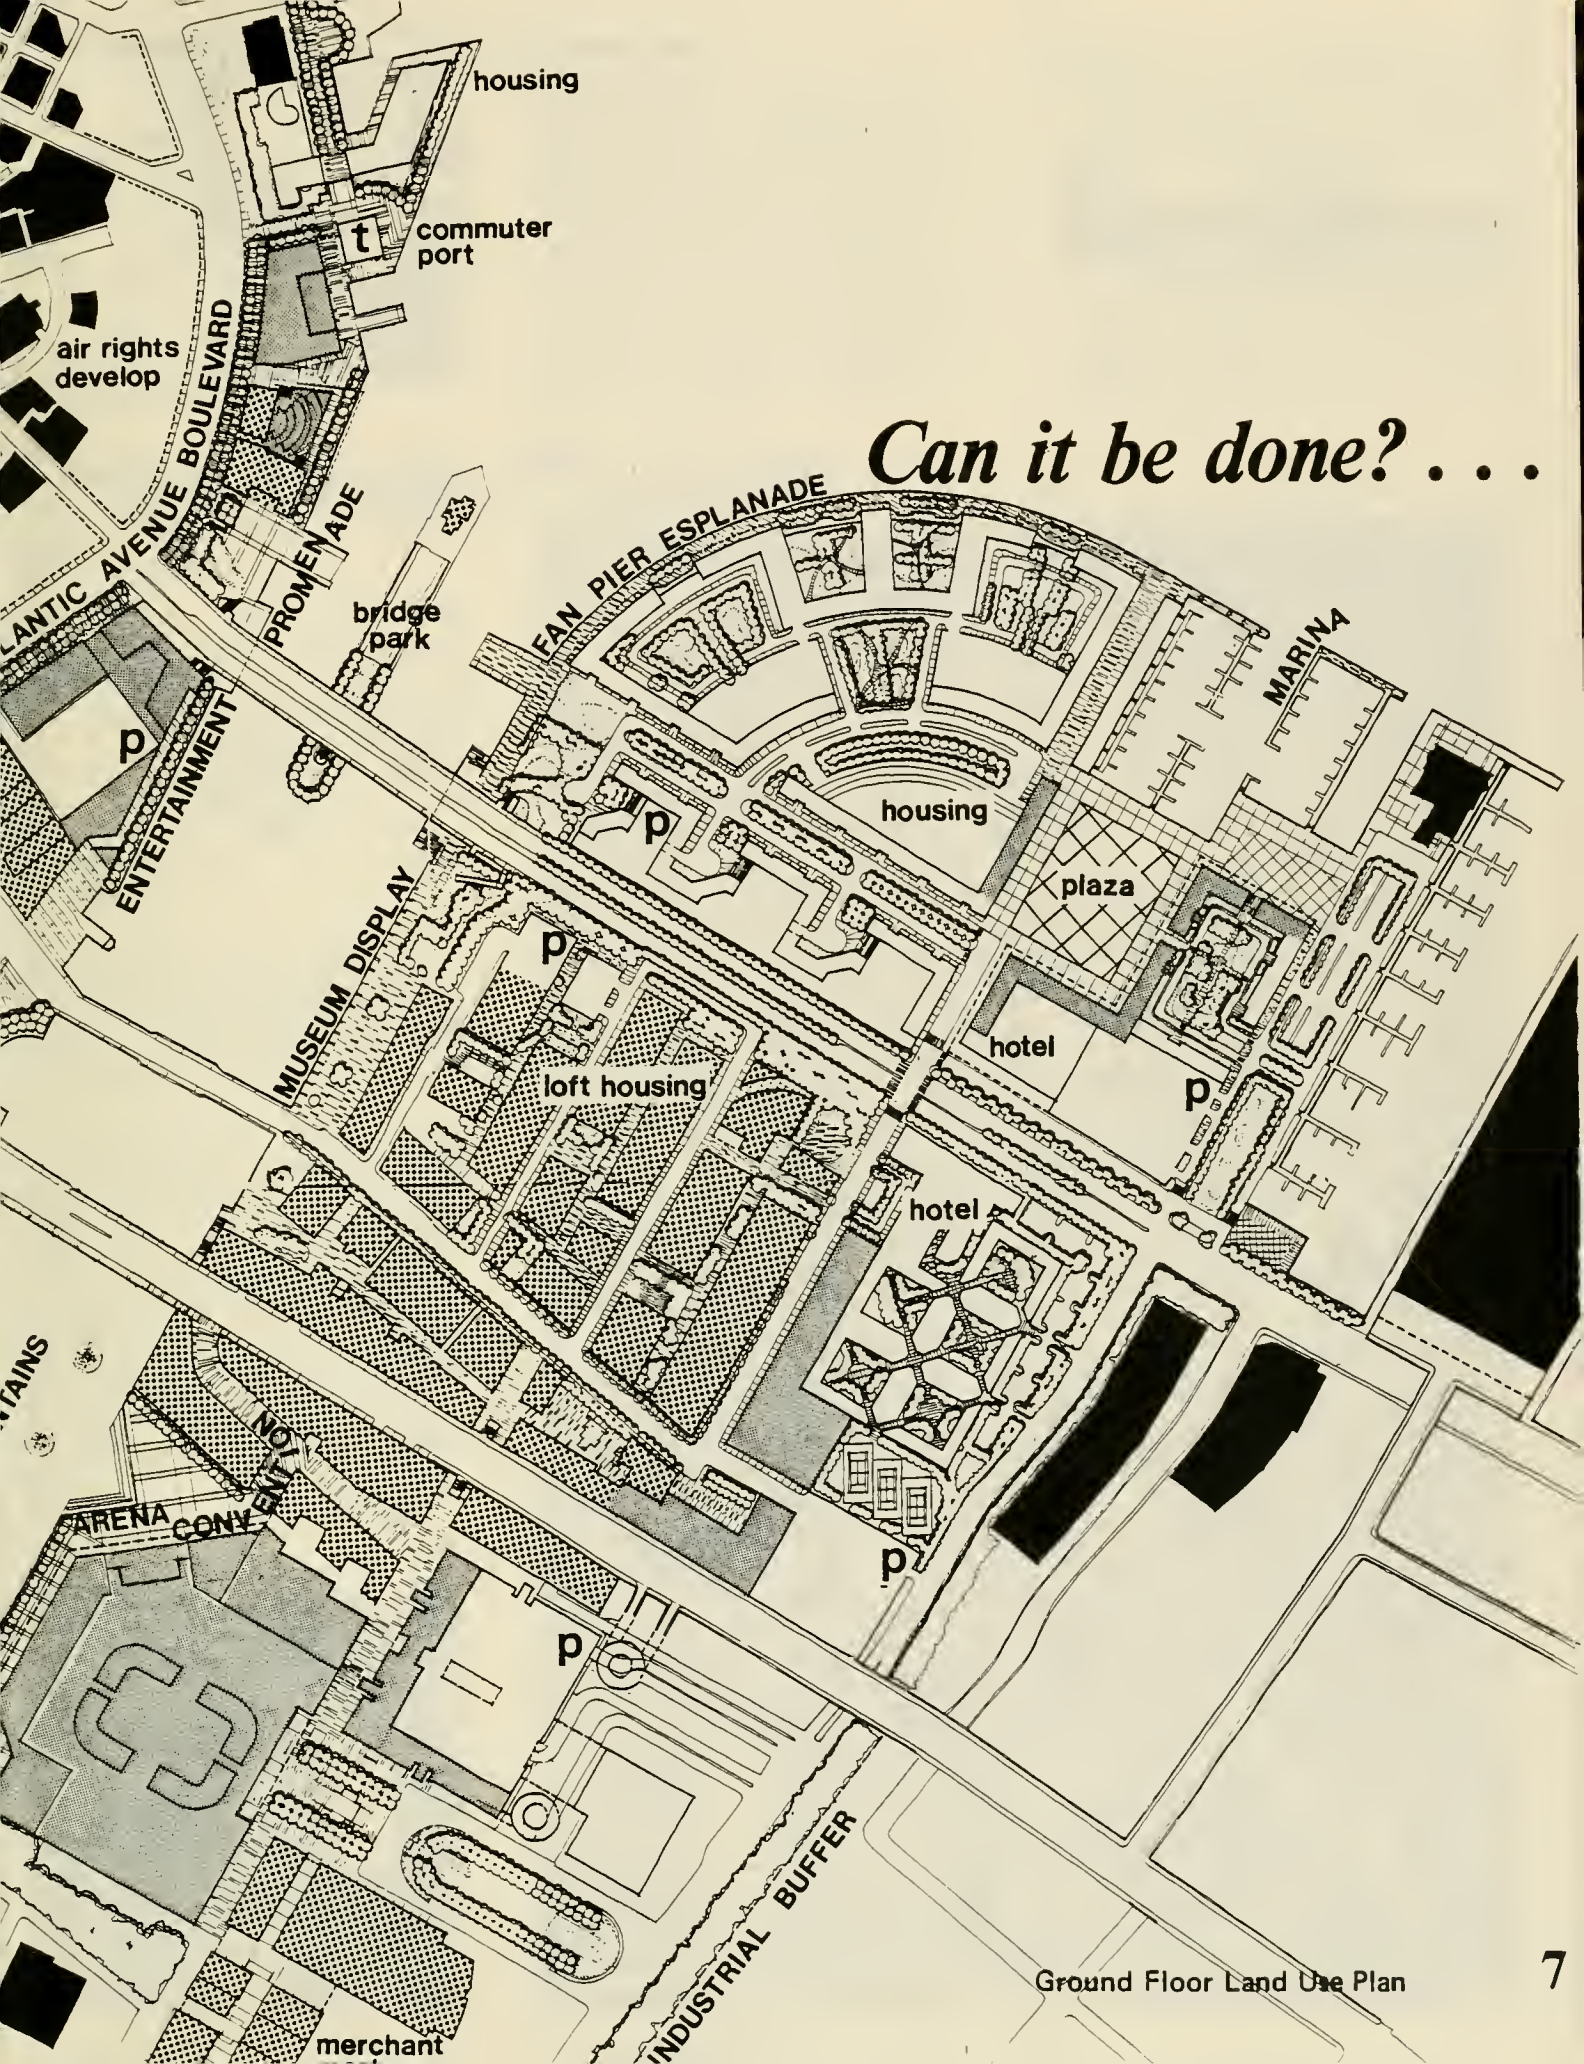 housing
t
commuter
port
air rights
develop
LANTIC AVENUE BOULEVARD
Can it be done? . . .
PROMENADE
FAN PIER ESPLANADE
bridge
park
MARINA
p
ENTERTAINMENT
p
housing
plaza
MUSEUM DISPLAY
p
hotel
loft housing
p
hotel
NTAINS
ARENA
CONVENTION
p
p
INDUSTRIAL BUFFER
Ground Floor Land Use Plan
7
merchant